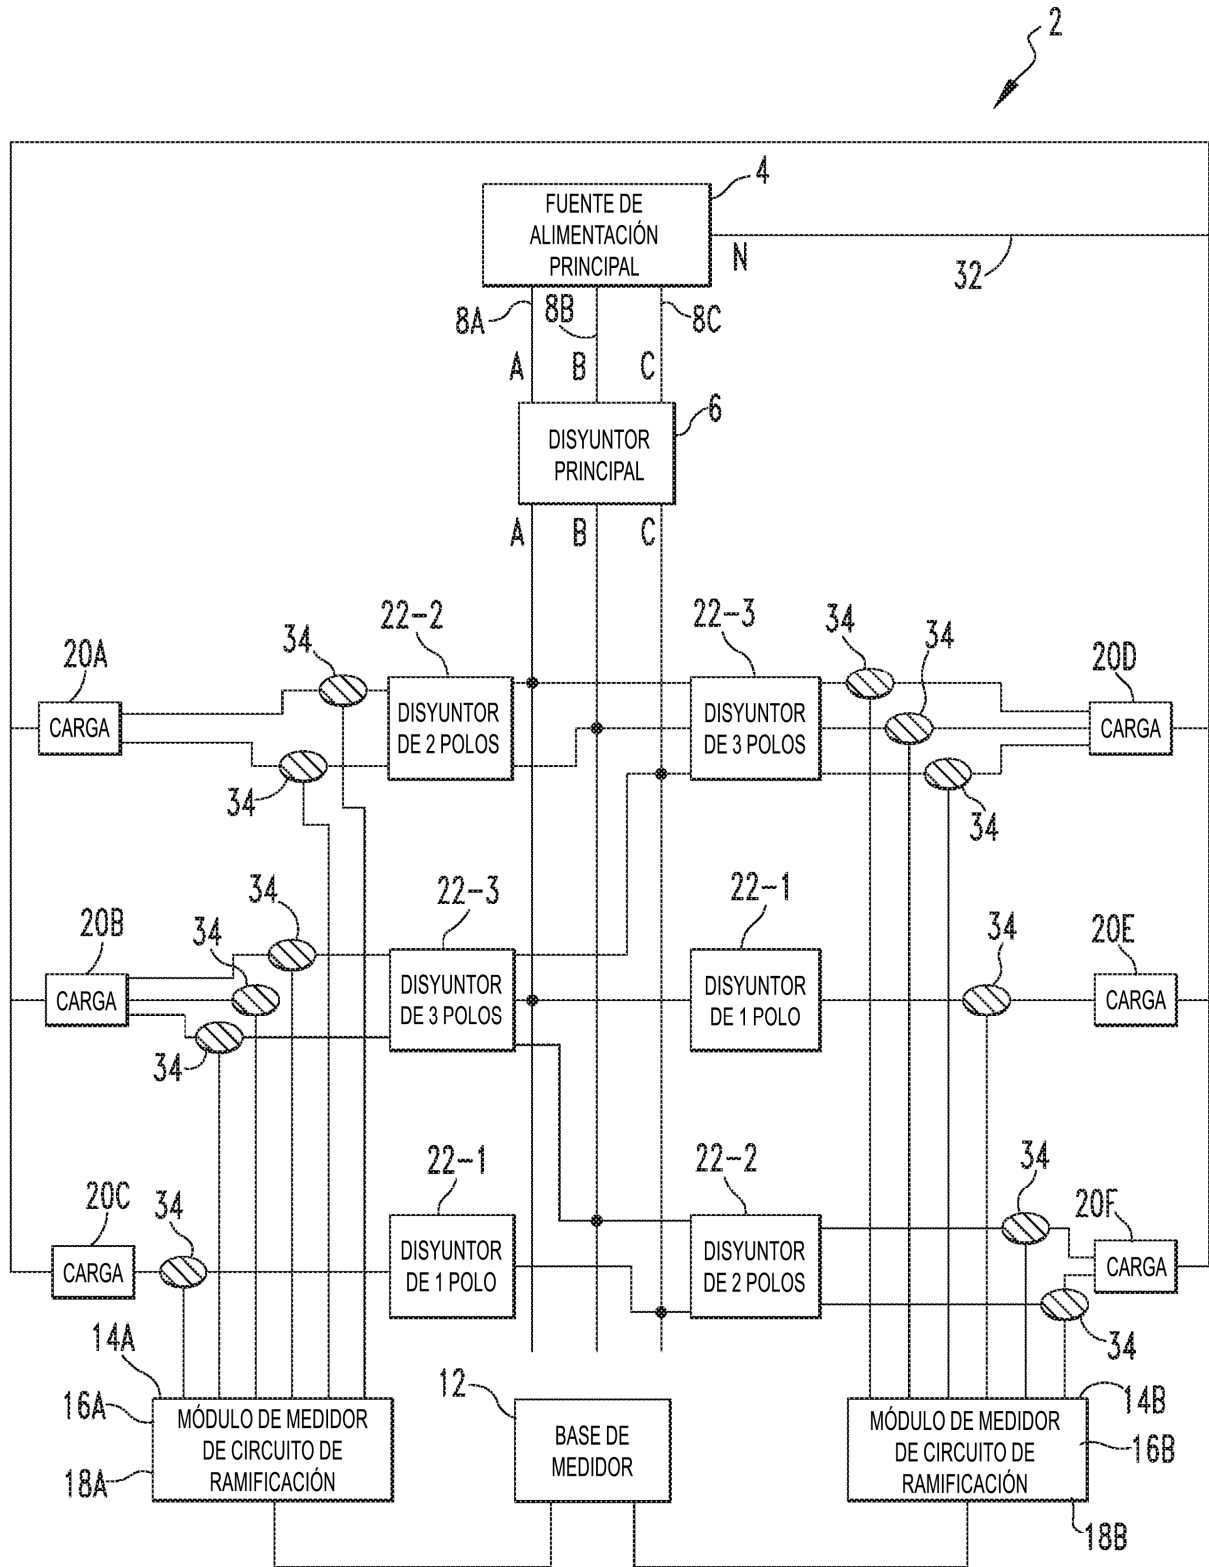 2
4
FUENTE DE
ALIMENTACIÓN
PRINCIPAL
N
32
8A
8B
8C
A
B
C
6
DISYUNTOR
PRINCIPAL
A
B
C
20A
34
22-2
22-3
34
34
20D
CARGA
DISYUNTOR
DE 2 POLOS
DISYUNTOR
DE 3 POLOS
CARGA
34
34
20B
34
34
22-3
22-1
34
20E
CARGA
DISYUNTOR
DE 3 POLOS
DISYUNTOR
DE 1 POLO
CARGA
34
20C
34
22-1
22-2
34
20F
CARGA
DISYUNTOR
DE 1 POLO
DISYUNTOR
DE 2 POLOS
CARGA
34
14A
16A
18A
MÓDULO DE MEDIDOR
DE CIRCUITO DE
RAMIFICACIÓN
12
BASE DE
MEDIDOR
MÓDULO DE MEDIDOR
DE CIRCUITO DE
RAMIFICACIÓN
14B
16B
18B